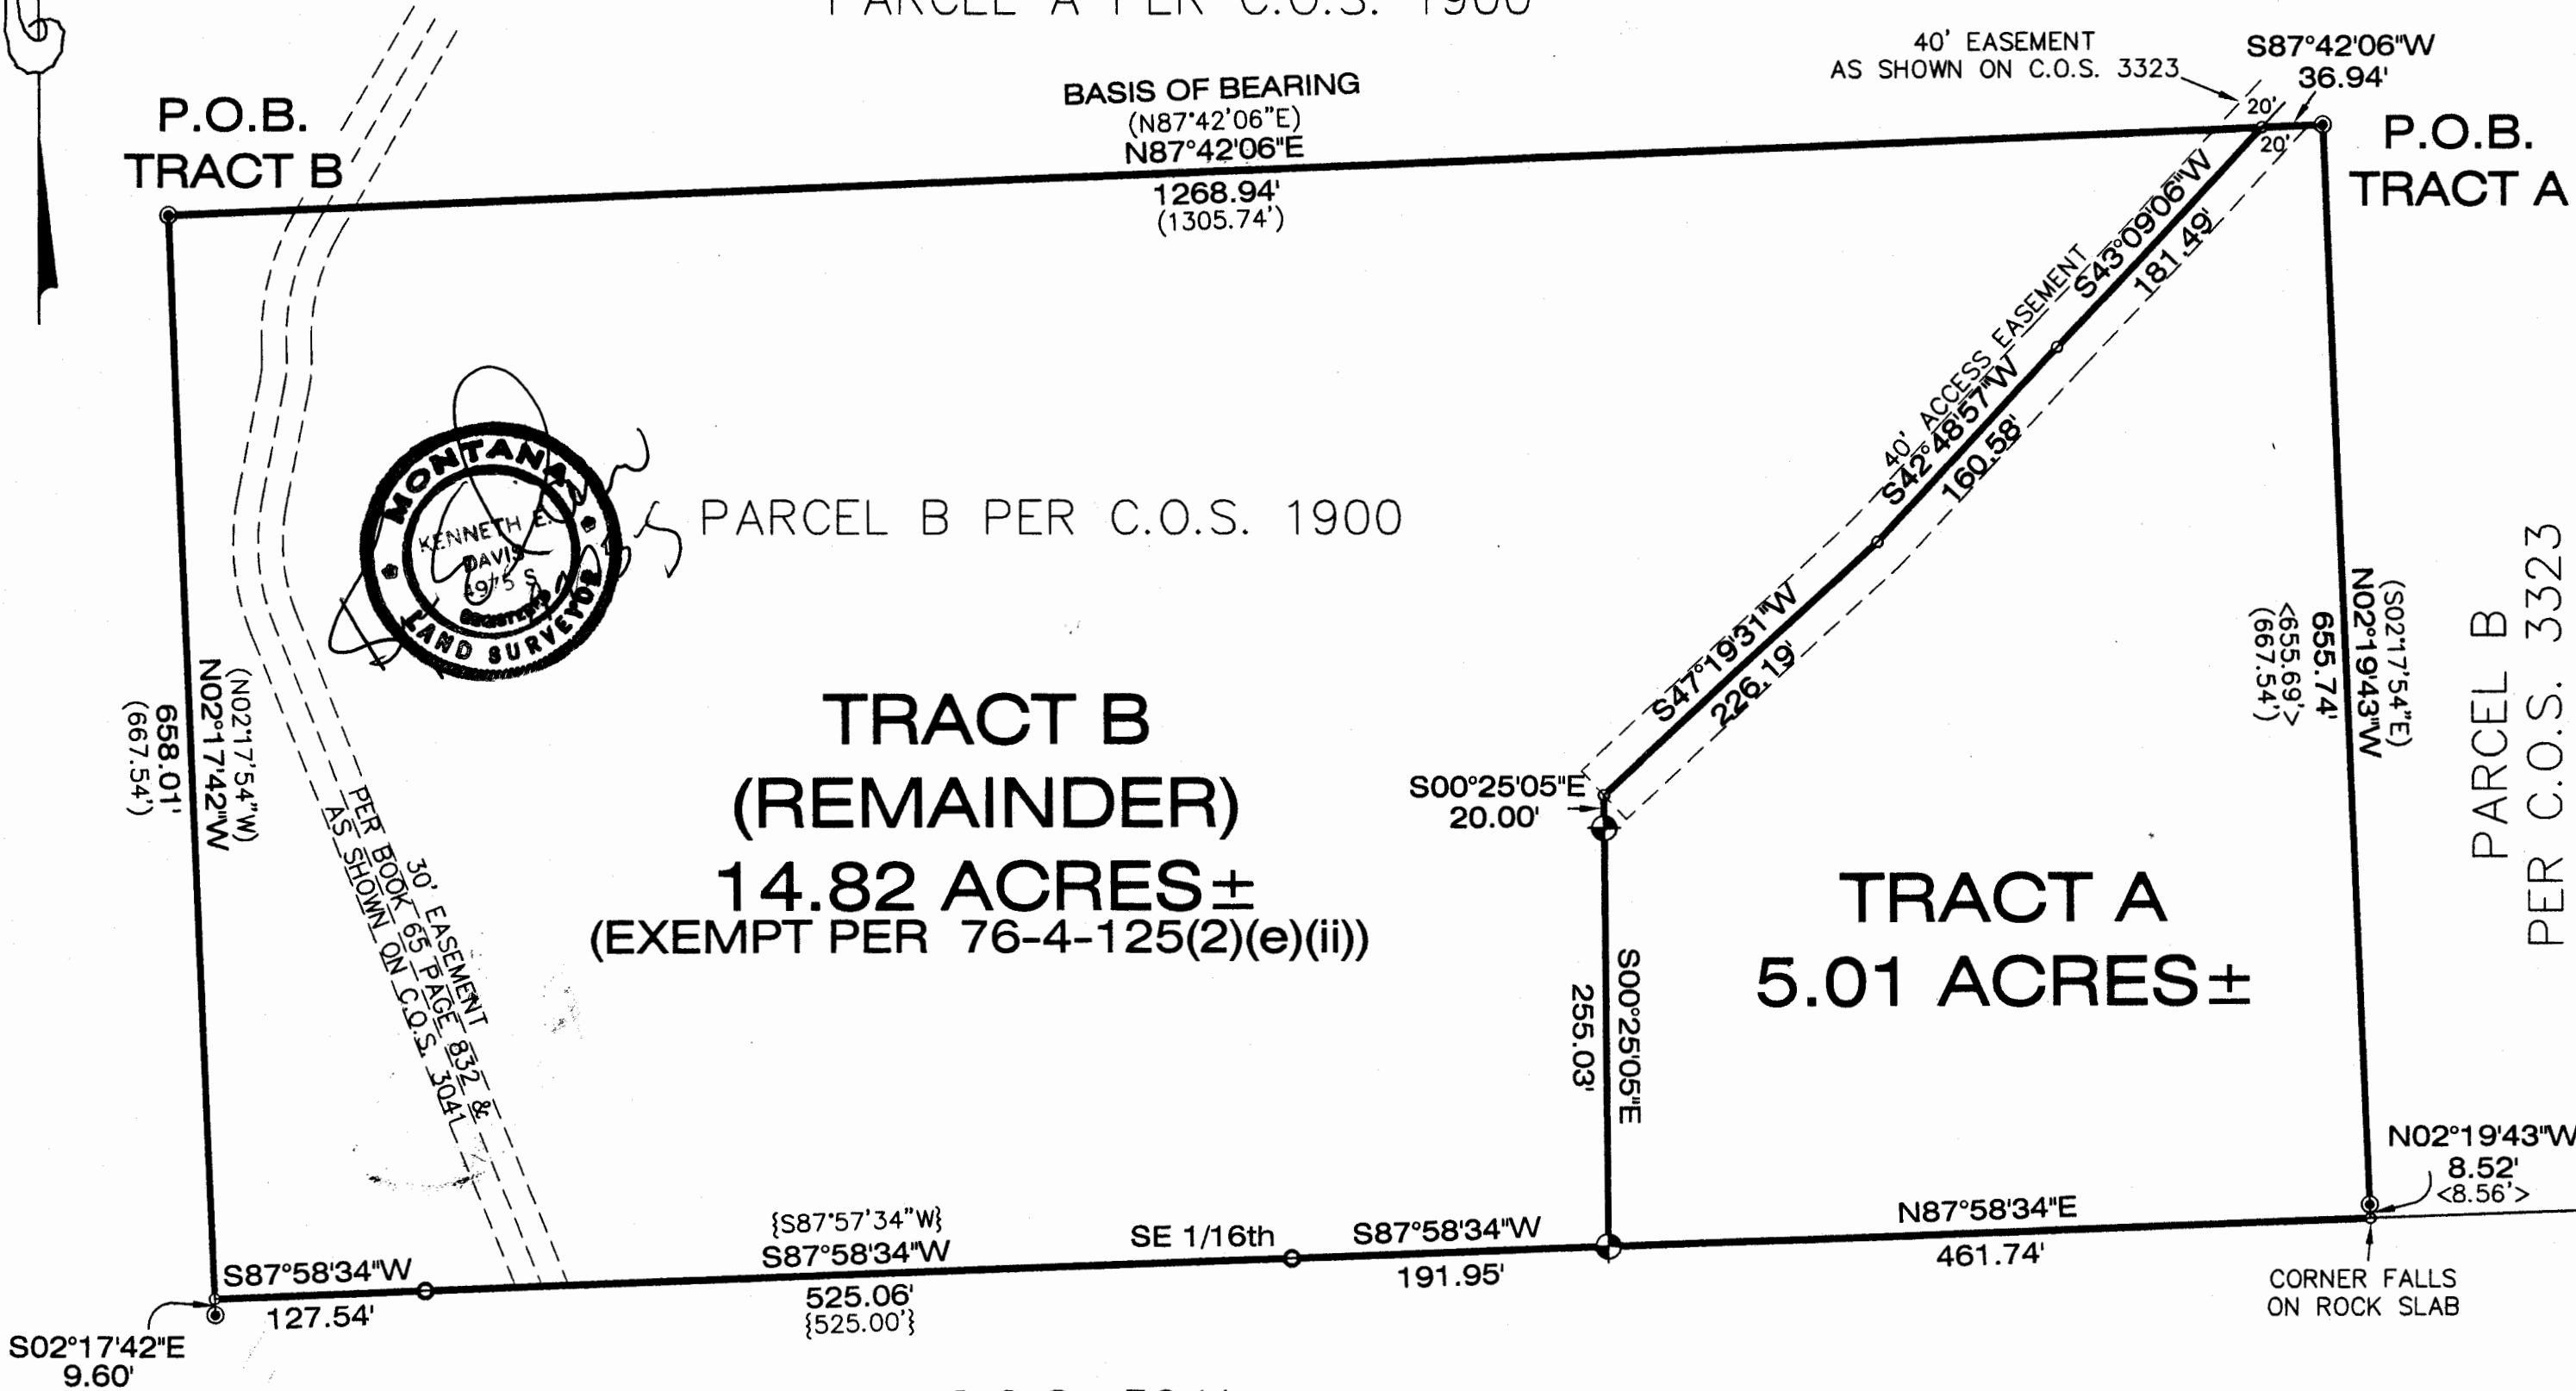 PARCEL A PER C.O.S. 1900
40' EASEMENT
AS SHOWN ON C.O.S. 3323
S87°42'06"W
36.94'
P.O.B.
TRACT B
BASIS OF BEARING
(N87°42'06"E)
N87°42'06"E
1268.94'
(1305.74')
20'
20'
P.O.B.
TRACT A
S43°09'06"W
181.49'
40' ACCESS EASEMENT
S42°48'57"W
160.58'
S47°19'31"W
226.19'
MONTANA
KENNETH E.
DAVIS
4975 S
REGISTERED
LAND SURVEYOR
PARCEL B PER C.O.S. 1900
(S02°17'54"E)
N02°19'43"W
655.74'
<655.69'>
(667.54')
PARCEL B
PER C.O.S. 3323
(N02°17'54"W)
N02°17'42"W
658.01'
(667.54')
TRACT B
(REMAINDER)
14.82 ACRES±
(EXEMPT PER 76-4-125(2)(e)(ii))
S00°25'05"E
20.00'
30' EASEMENT
PER BOOK 65 PAGE 832 &
AS SHOWN ON C.O.S. 3041
TRACT A
5.01 ACRES±
S00°25'05"E
255.03'
N02°19'43"W
8.52'
<8.56'>
{S87°57'34"W}
S87°58'34"W
525.06'
{525.00'}
SE 1/16th
S87°58'34"W
191.95'
N87°58'34"E
461.74'
S87°58'34"W
127.54'
CORNER FALLS
ON ROCK SLAB
S02°17'42"E
9.60'